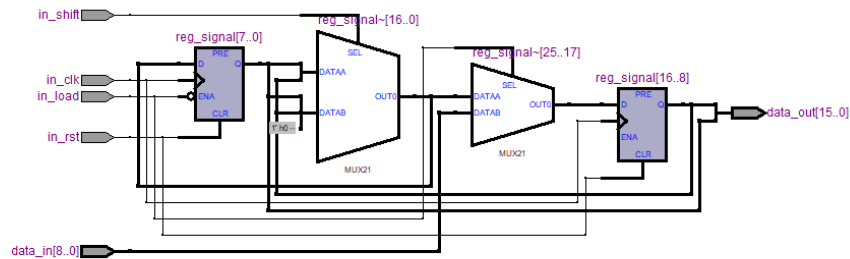 in_shift
reg_signal~[16..0]
reg_signal[7..0]
reg_signal~[25..17]
PRE
D
Q
ENA
CLR
SEL
DATAA
DATAB
OUT0
1' h0 --
MUX21
SEL
DATAA
DATAB
OUT0
MUX21
reg_signal[16..8]
PRE
D
Q
ENA
CLR
in_clk
in_load
in_rst
data_out[15..0]
data_in[8..0]